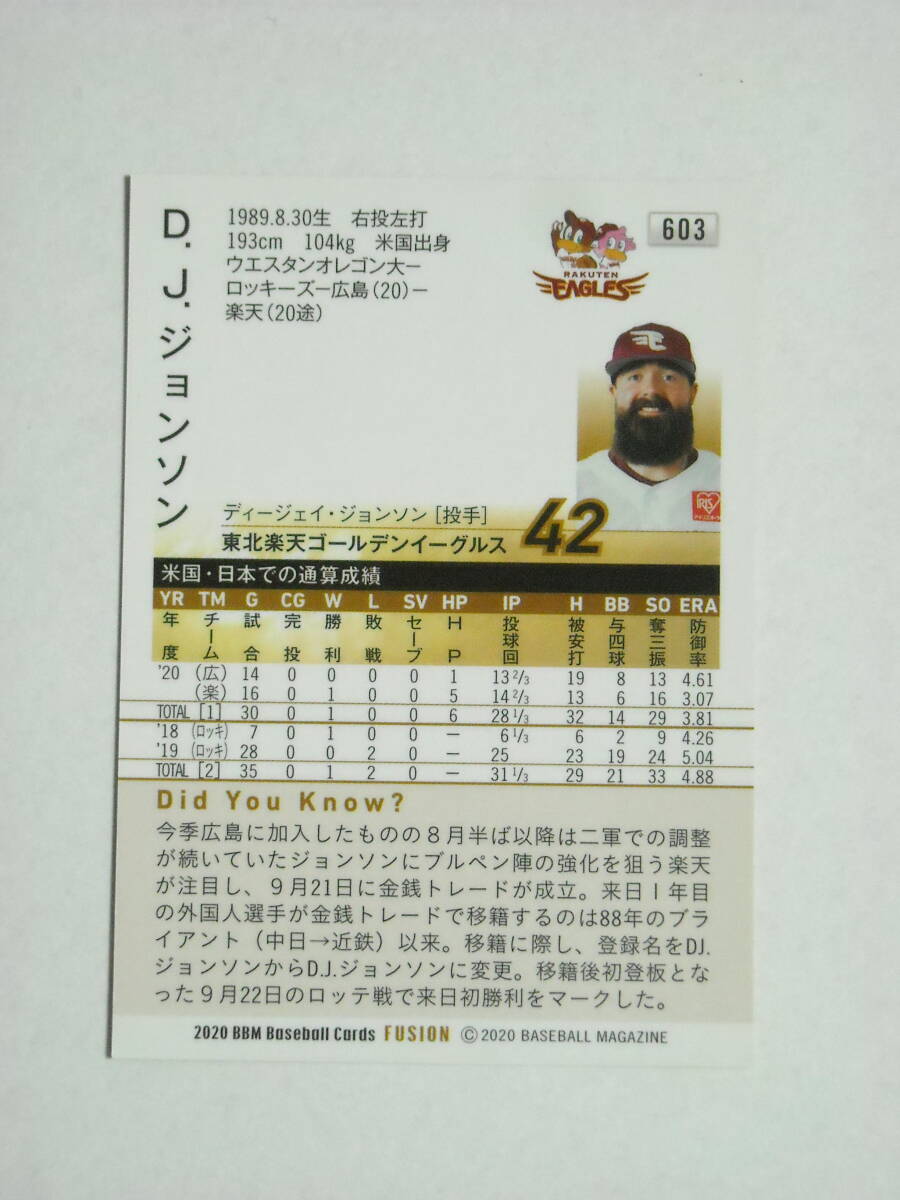 D. J. ジョンソン
1989.8.30生 右投左打
193cm 104kg 米国出身
ウエスタンオレゴン大ー
ロッキーズー広島(20)ー
楽天(20途)
RAKUTEN
EAGLES
603
IRIS
ディージェイ・ジョンソン [投手]
東北楽天ゴールデンイーグルス 42
米国・日本での通算成績
YR TM G CG W L SV HP IP H BB SO ERA
年度 チーム 試合 完投 勝利 敗戦 セーブ HP 投球回 被安打 与四球 奪三振 防御率
'20 (広) 14 0 0 0 0 1 13 2/3 19 8 13 4.61
(楽) 16 0 1 0 0 5 14 2/3 13 6 16 3.07
TOTAL [1] 30 0 1 0 0 6 28 1/3 32 14 29 3.81
'18 (ロッキ) 7 0 1 0 0 ー 6 1/3 6 2 9 4.26
'19 (ロッキ) 28 0 0 2 0 ー 25 23 19 24 5.04
TOTAL [2] 35 0 1 2 0 ー 31 1/3 29 21 33 4.88
Did You Know?
今季広島に加入したものの8月半ば以降は二軍での調整
が続いていたジョンソンにブルペン陣の強化を狙う楽天
が注目し、9月21日に金銭トレードが成立。来日1年目
の外国人選手が金銭トレードで移籍するのは88年のブラ
イアント(中日→近鉄)以来。移籍に際し、登録名をDJ.
ジョンソンからD.J.ジョンソンに変更。移籍後初登板とな
った9月22日のロッテ戦で来日初勝利をマークした。
2020 BBM Baseball Cards FUSION © 2020 BASEBALL MAGAZINE